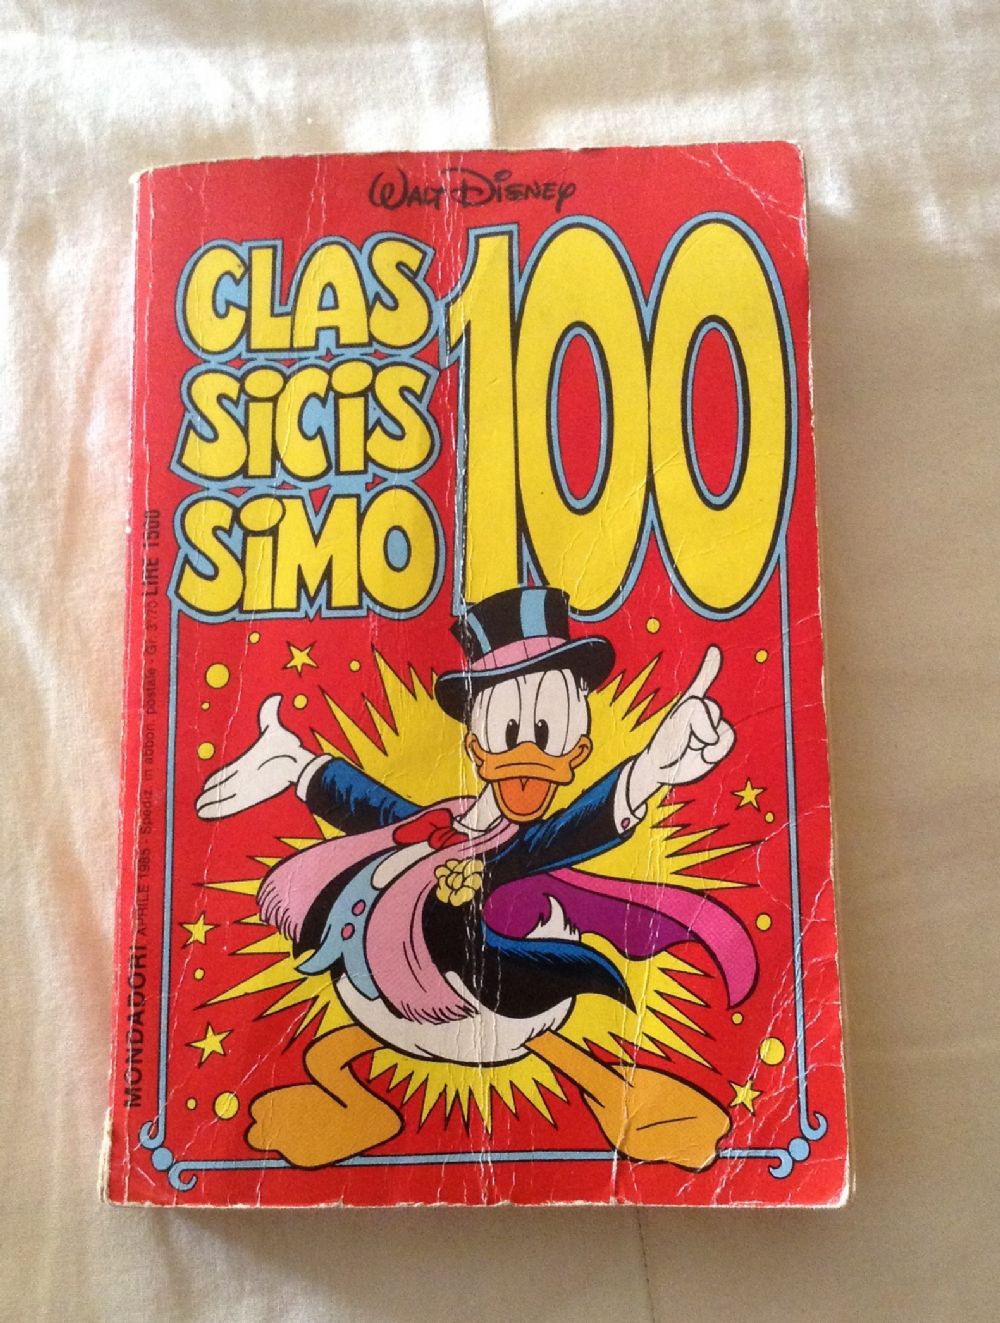 WALT DISNEY
CLAS
SiCiS
SiMO
100
MONDADORI APRILE 1985 - Spediz. in abbon. postale - Gr. 3°/70 LIRE 1500